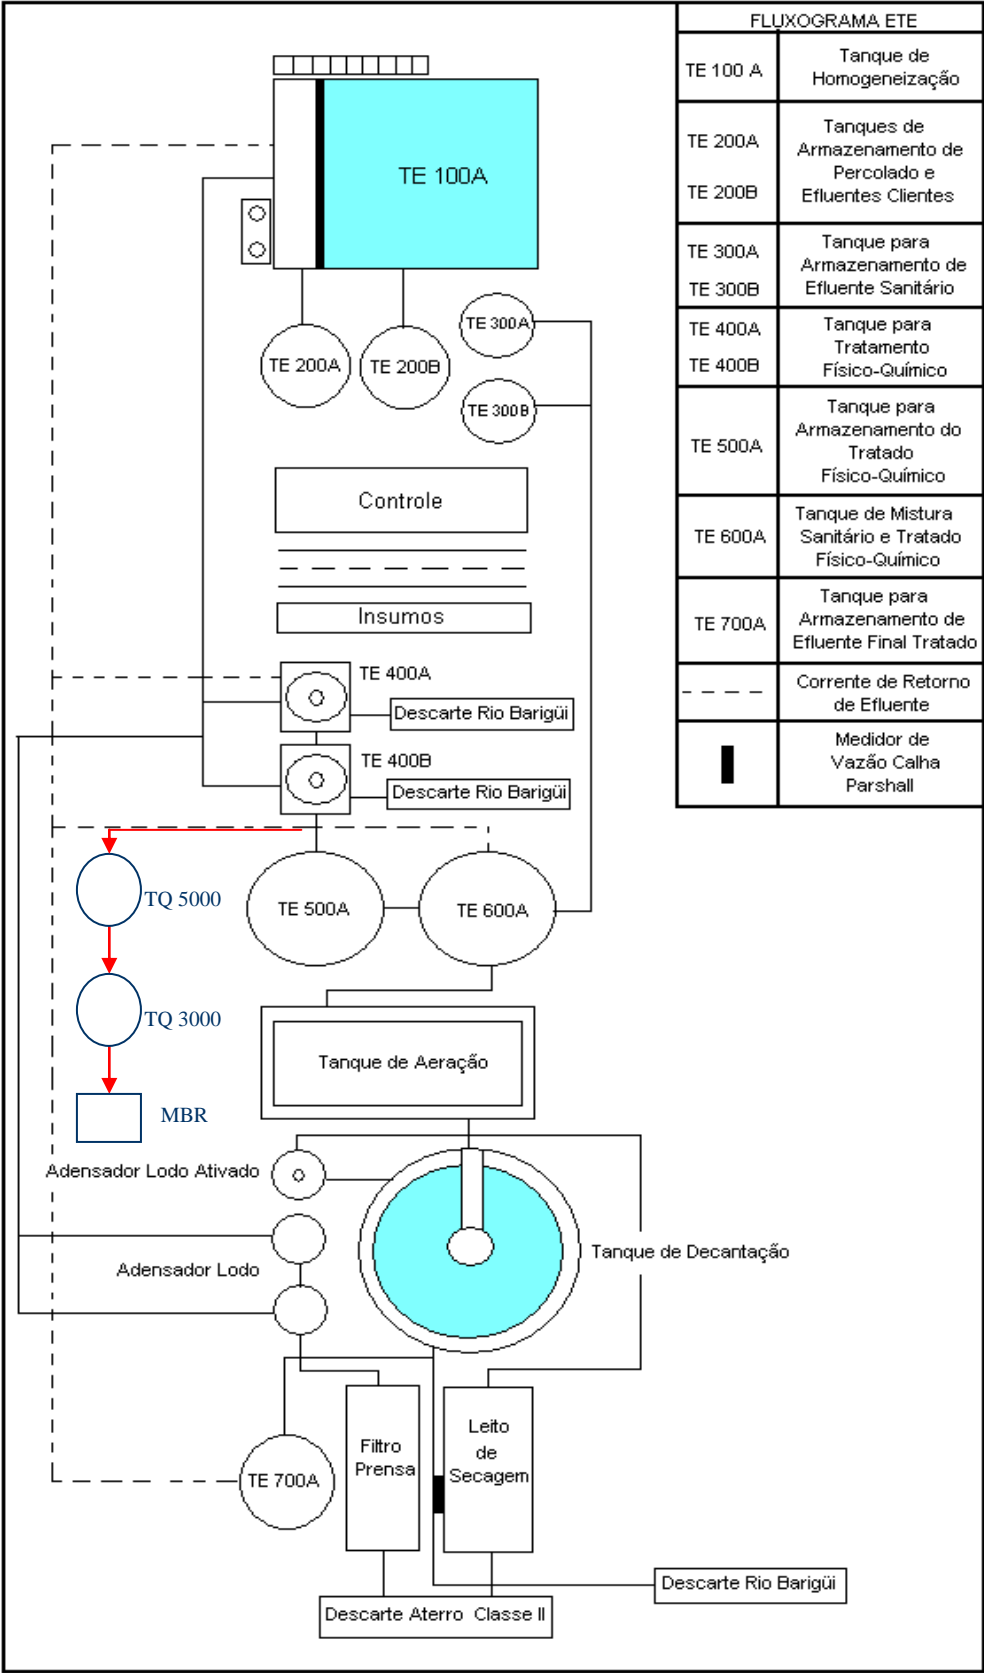 FLUXOGRAMA ETE
TE 100 A
Tanque de
Homogeneização
TE 200A
TE 200B
Tanques de
Armazenamento de
Percolado e
Efluentes Clientes
TE 300A
TE 300B
Tanque para
Armazenamento de
Efluente Sanitário
TE 400A
TE 400B
Tanque para
Tratamento
Físico-Químico
TE 500A
Tanque para
Armazenamento do
Tratado
Físico-Químico
TE 600A
Tanque de Mistura
Sanitário e Tratado
Físico-Químico
TE 700A
Tanque para
Armazenamento de
Efluente Final Tratado
Corrente de Retorno
de Efluente
Medidor de
Vazão Calha
Parshall
TE 100A
TE 300A
TE 200A
TE 200B
TE 300B
Controle
Insumos
TE 400A
Descarte Rio Barigüi
TE 400B
Descarte Rio Barigüi
TQ 5000
TE 500A
TE 600A
TQ 3000
Tanque de Aeração
MBR
Adensador Lodo Ativado
Tanque de Decantação
Adensador Lodo
Filtro
Prensa
Leito
de
Secagem
TE 700A
Descarte Rio Barigüi
Descarte Aterro Classe II